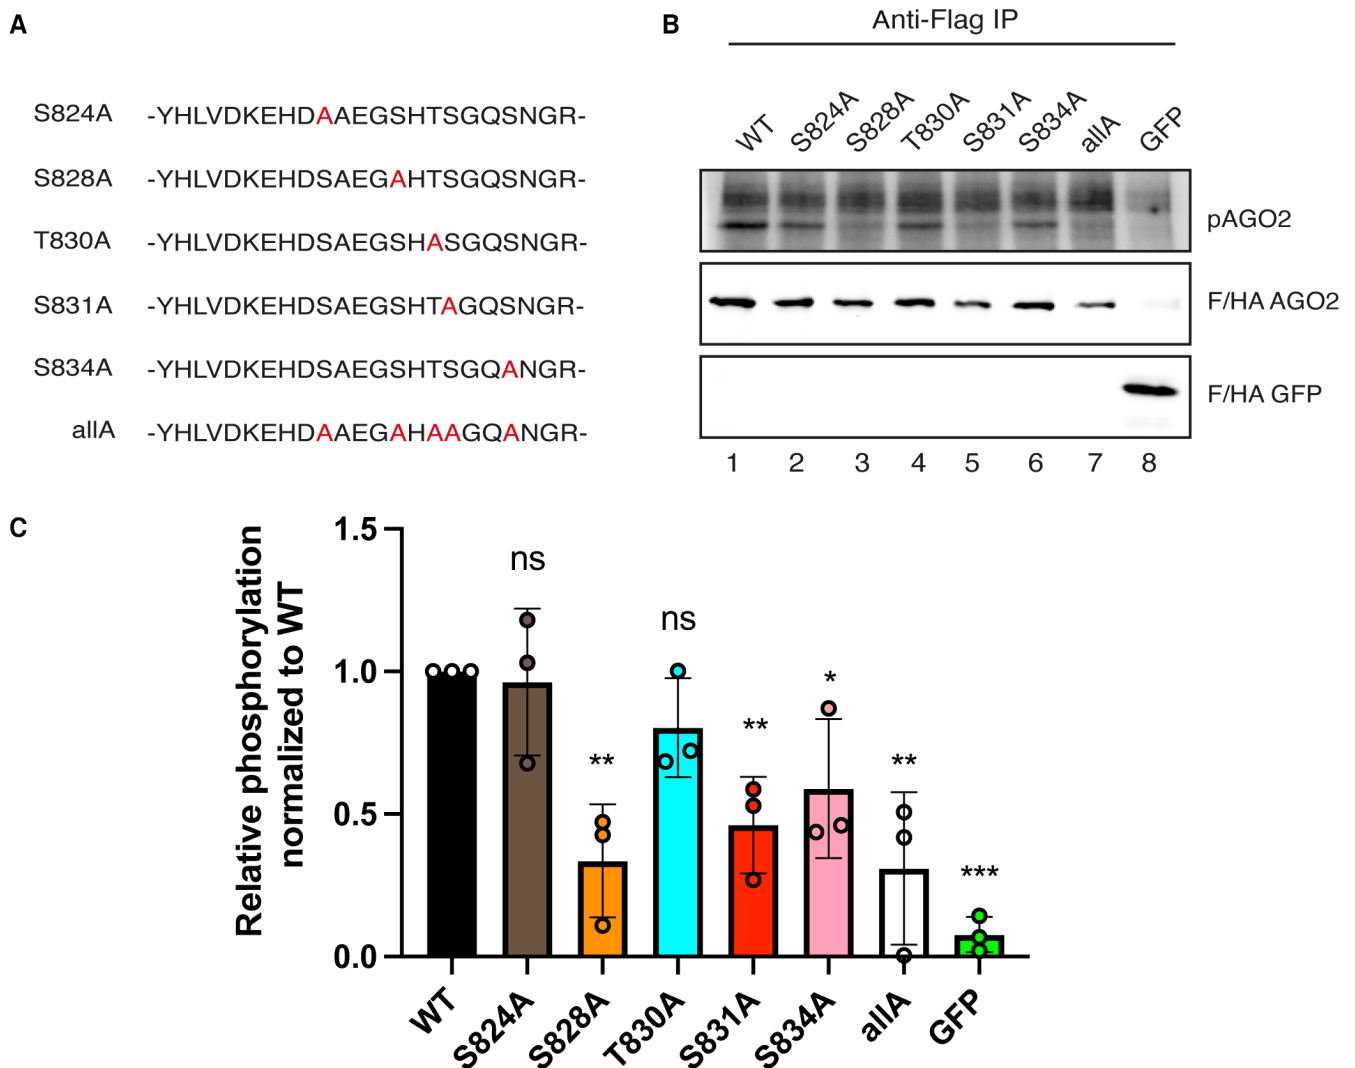 A
S824A -YHLVDKEHDAAEGSHTSGQSNGR-
S828A -YHLVDKEHDSAEGAHTSGQSNGR-
T830A -YHLVDKEHDSAEGSHASGQSNGR-
S831A -YHLVDKEHDSAEGSHTAGQSNGR-
S834A -YHLVDKEHDSAEGSHTSGQANGR-
allA -YHLVDKEHDAAEGAHAAGQANGR-
B
Anti-Flag IP
WT S824A S828A T830A S831A S834A allA GFP
pAGO2
F/HA AGO2
F/HA GFP
1 2 3 4 5 6 7 8
C
Relative phosphorylation
normalized to WT
1.5
1.0
0.5
0.0
ns
**
ns
**
*
**
***
WT S824A S828A T830A S831A S834A allA GFP